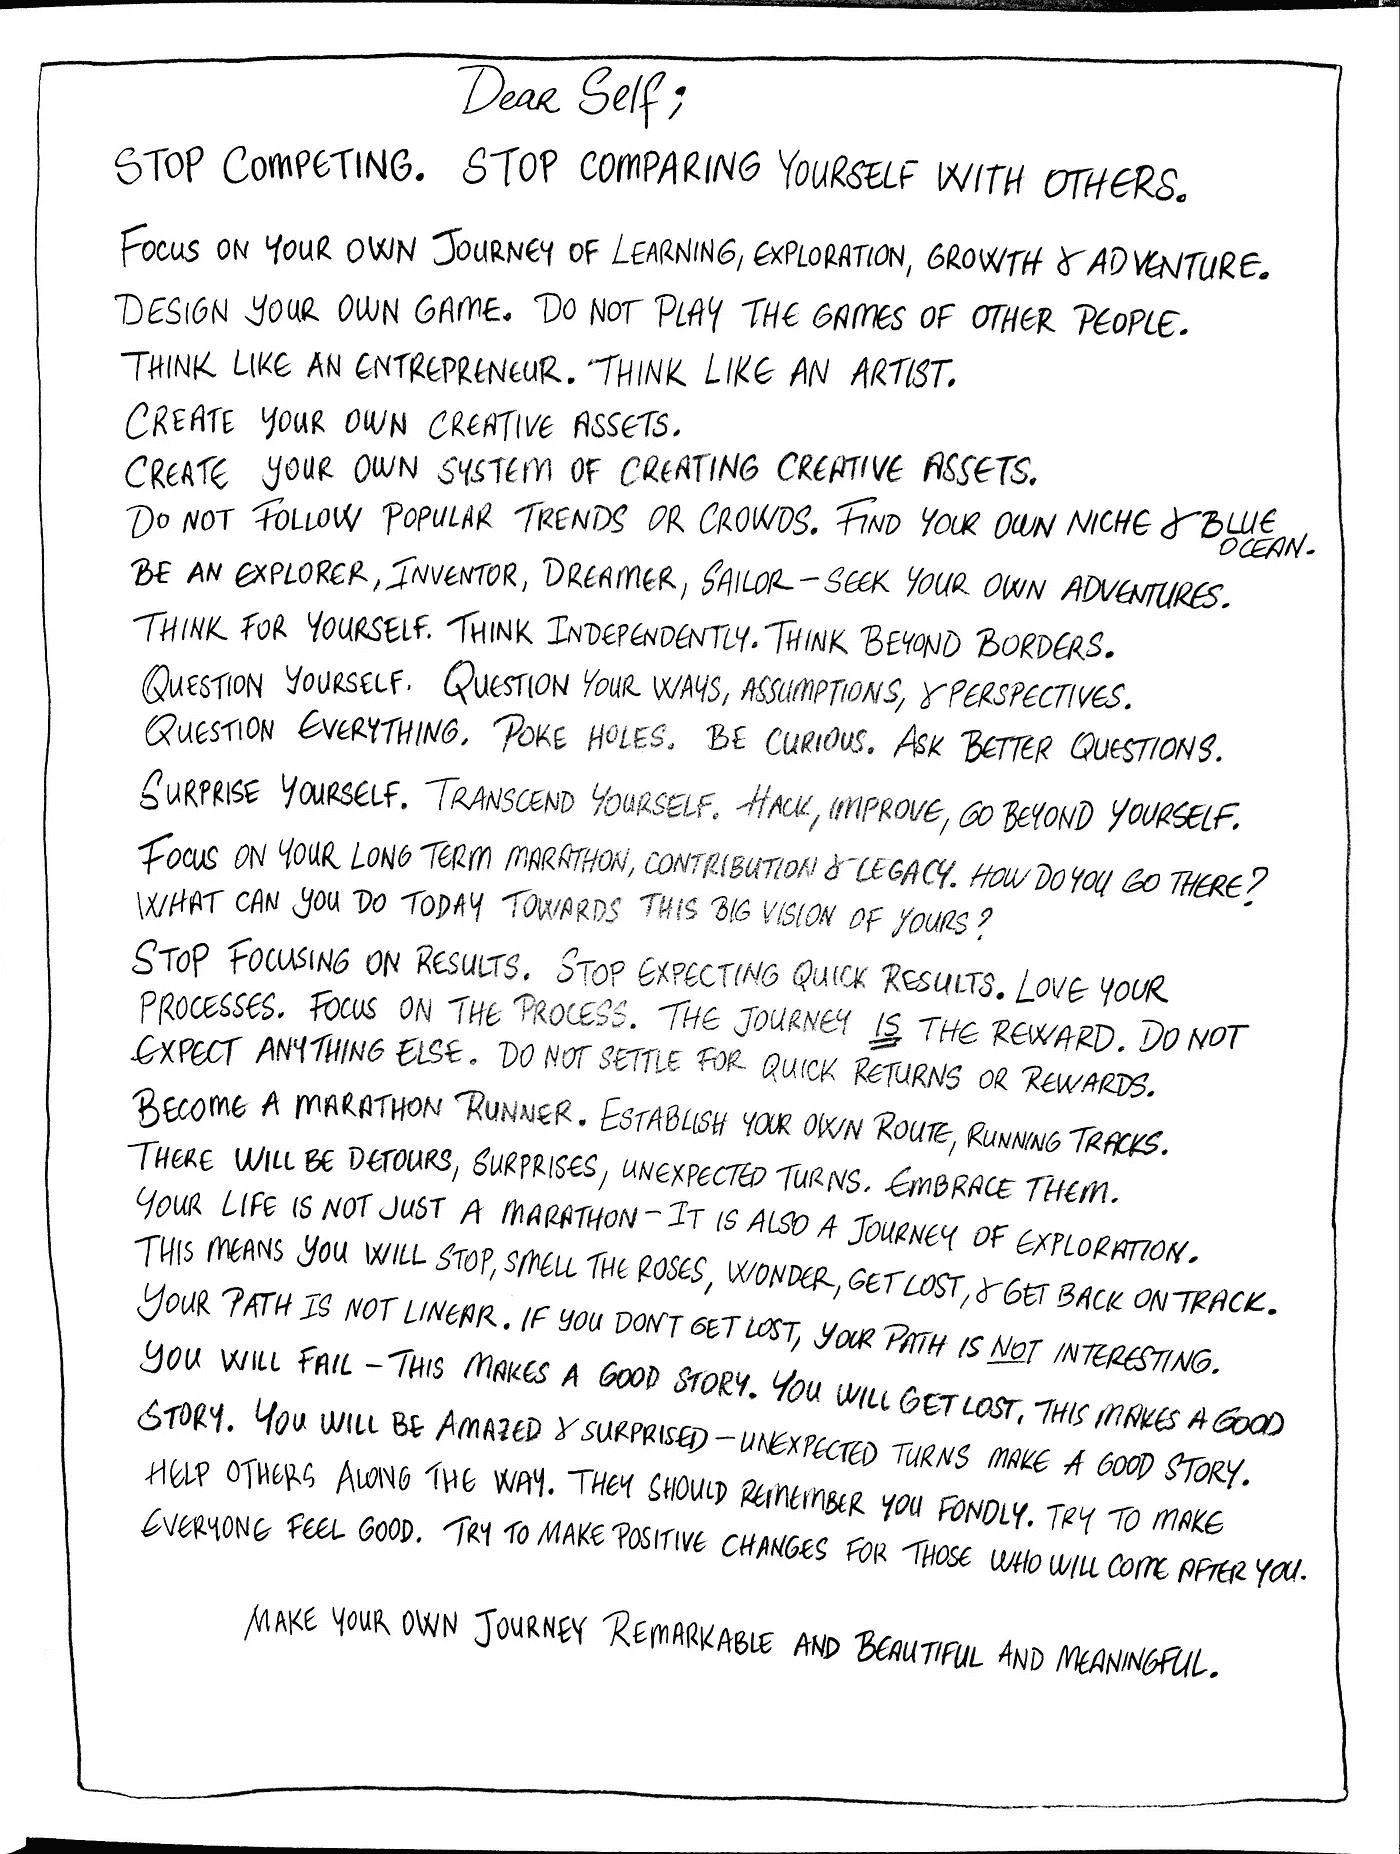 Dear Self;
STOP COMPETING. STOP COMPARING YOURSELF WITH OTHERS.
FOCUS ON YOUR OWN JOURNEY OF LEARNING, EXPLORATION, GROWTH & ADVENTURE.
DESIGN YOUR OWN GAME. DO NOT PLAY THE GAMES OF OTHER PEOPLE.
THINK LIKE AN ENTREPRENEUR. THINK LIKE AN ARTIST.
CREATE YOUR OWN CREATIVE ASSETS.
CREATE YOUR OWN SYSTEM OF CREATING CREATIVE ASSETS.
DO NOT FOLLOW POPULAR TRENDS OR CROWDS. FIND YOUR OWN NICHE & BLUE
OCEAN.
BE AN EXPLORER, INVENTOR, DREAMER, SAILOR - SEEK YOUR OWN ADVENTURES.
THINK FOR YOURSELF. THINK INDEPENDENTLY. THINK BEYOND BORDERS.
QUESTION YOURSELF. QUESTION YOUR WAYS, ASSUMPTIONS, & PERSPECTIVES.
QUESTION EVERYTHING. POKE HOLES. BE CURIOUS. ASK BETTER QUESTIONS.
SURPRISE YOURSELF. TRANSCEND YOURSELF. HACK, IMPROVE, GO BEYOND YOURSELF.
FOCUS ON YOUR LONG TERM MARATHON, CONTRIBUTION & LEGACY. HOW DO YOU GO THERE?
WHAT CAN YOU DO TODAY TOWARDS THIS BIG VISION OF YOURS?
STOP FOCUSING ON RESULTS. STOP EXPECTING QUICK RESULTS. LOVE YOUR
PROCESSES. FOCUS ON THE PROCESS. THE JOURNEY IS THE REWARD. DO NOT
EXPECT ANYTHING ELSE. DO NOT SETTLE FOR QUICK RETURNS OR REWARDS.
BECOME A MARATHON RUNNER. ESTABLISH YOUR OWN ROUTE, RUNNING TRACKS.
THERE WILL BE DETOURS, SURPRISES, UNEXPECTED TURNS. EMBRACE THEM.
YOUR LIFE IS NOT JUST A MARATHON - IT IS ALSO A JOURNEY OF EXPLORATION.
THIS MEANS YOU WILL STOP, SMELL THE ROSES, WONDER, GET LOST, & GET BACK ON TRACK.
YOUR PATH IS NOT LINEAR. IF YOU DON'T GET LOST, YOUR PATH IS NOT INTERESTING.
YOU WILL FAIL - THIS MAKES A GOOD STORY. YOU WILL GET LOST. THIS MAKES A GOOD
STORY. YOU WILL BE AMAZED & SURPRISED - UNEXPECTED TURNS MAKE A GOOD STORY.
HELP OTHERS ALONG THE WAY. THEY SHOULD REMEMBER YOU FONDLY. TRY TO MAKE
EVERYONE FEEL GOOD. TRY TO MAKE POSITIVE CHANGES FOR THOSE WHO WILL COME AFTER YOU.
MAKE YOUR OWN JOURNEY REMARKABLE AND BEAUTIFUL AND MEANINGFUL.